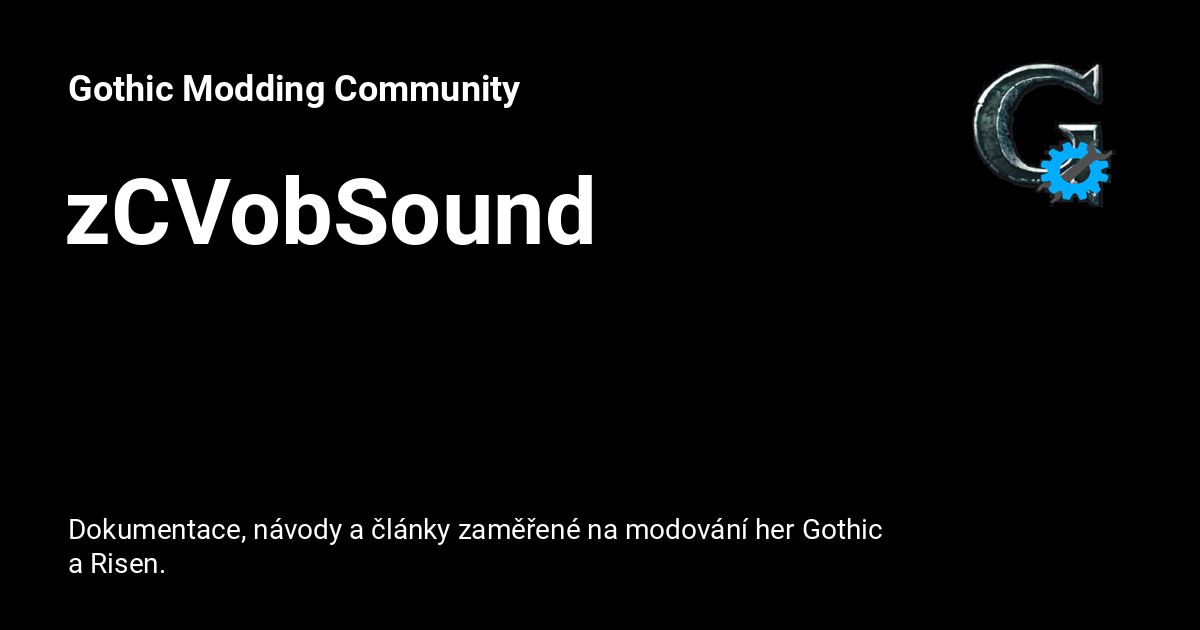 Gothic Modding Community
zCVobSound
Dokumentace, návody a články zaměřené na modování her Gothic
a Risen.